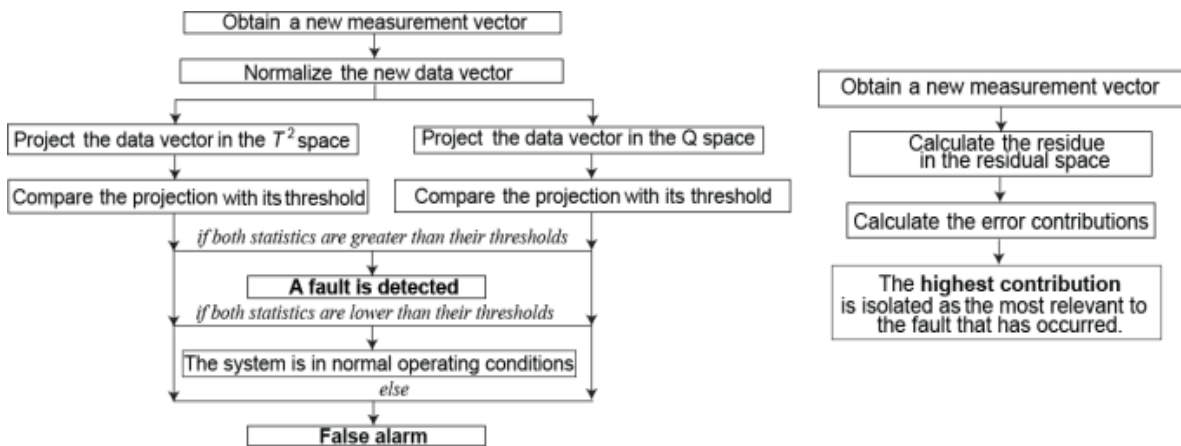 Obtain a new measurement vector
Normalize the new data vector
Project the data vector in the T² space
Project the data vector in the Q space
Compare the projection with its threshold
Compare the projection with its threshold
if both statistics are greater than their thresholds
A fault is detected
if both statistics are lower than their thresholds
The system is in normal operating conditions
else
False alarm
Obtain a new measurement vector
Calculate the residue
in the residual space
Calculate the error contributions
The highest contribution
is isolated as the most relevant to
the fault that has occurred.